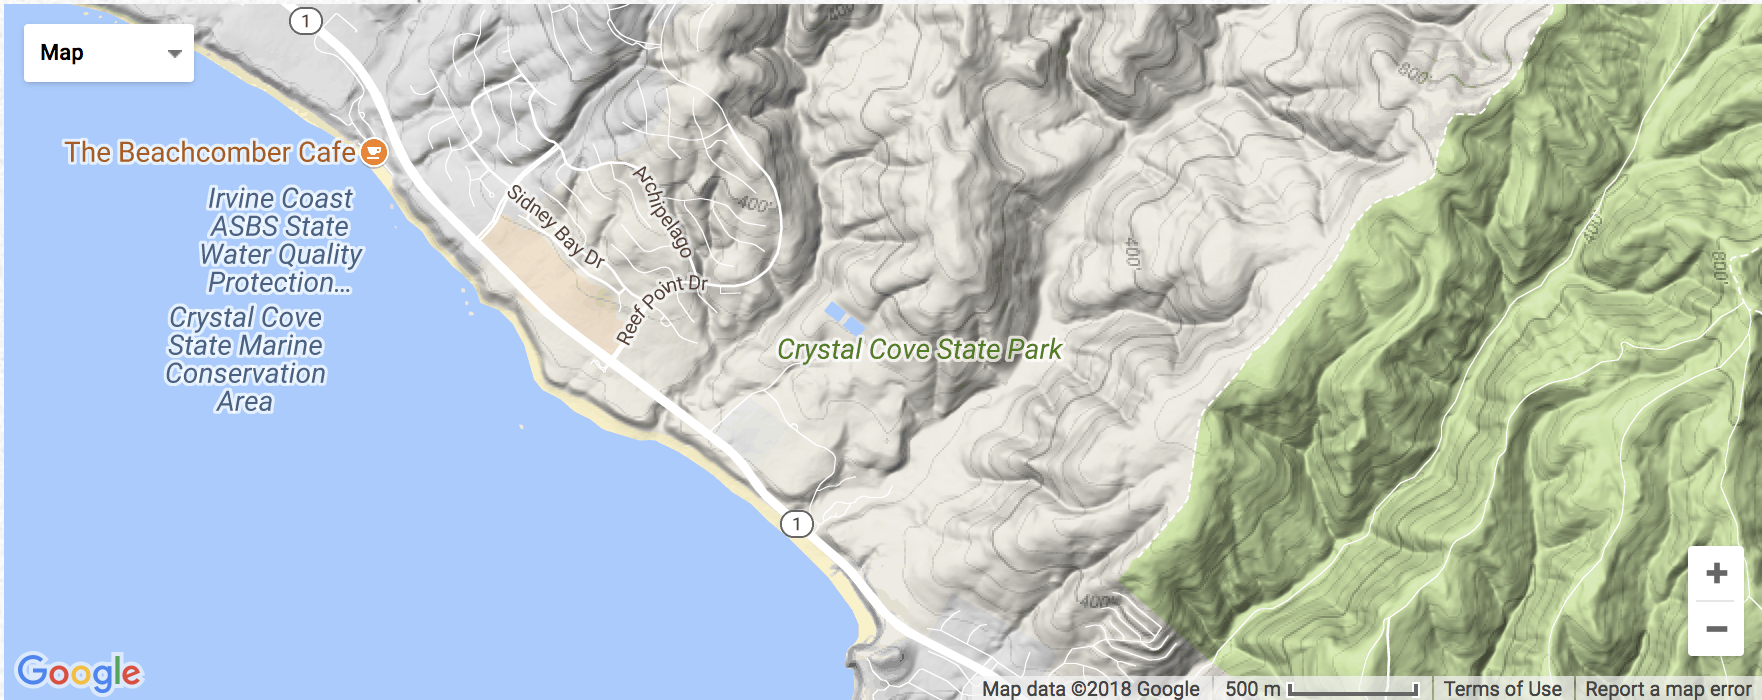 1
Map
400'
800'
The Beachcomber Cafe
Irvine Coast
ASBS State
Water Quality
Protection...
Crystal Cove
State Marine
Conservation
Area
Sidney Bay Dr
Archipelago
Reef Point Dr
400'
400'
400'
800'
Crystal Cove State Park
1
400'
+
−
Google
Map data ©2018 Google
500 m
Terms of Use
Report a map error